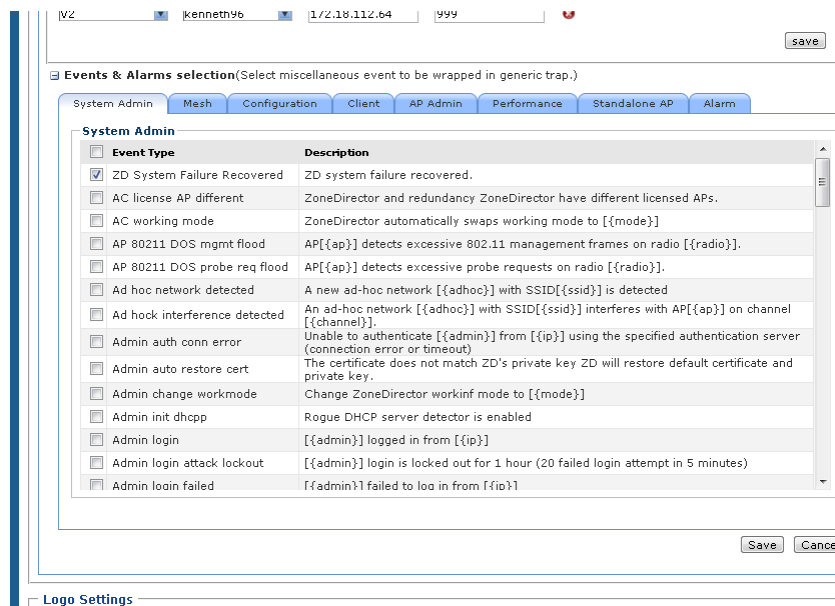 V2 kenneth96 172.18.112.64 999
save
Events & Alarms selection(Select miscellaneous event to be wrapped in generic trap.)
System Admin Mesh Configuration Client AP Admin Performance Standalone AP Alarm
System Admin
Event Type Description
ZD System Failure Recovered ZD system failure recovered.
AC license AP different ZoneDirector and redundancy ZoneDirector have different licensed APs.
AC working mode ZoneDirector automatically swaps working mode to [{mode}]
AP 80211 DOS mgmt flood AP[{ap}] detects excessive 802.11 management frames on radio [{radio}].
AP 80211 DOS probe req flood AP[{ap}] detects excessive probe requests on radio [{radio}].
Ad hoc network detected A new ad-hoc network [{adhoc}] with SSID[{ssid}] is detected
Ad hock interference detected An ad-hoc network [{adhoc}] with SSID[{ssid}] interferes with AP[{ap}] on channel
[{channel}].
Admin auth conn error Unable to authenticate [{admin}] from [{ip}] using the specified authentication server
(connection error or timeout)
Admin auto restore cert The certificate does not match ZD's private key ZD will restore default certificate and
private key.
Admin change workmode Change ZoneDirector workinf mode to [{mode}]
Admin init dhcpp Rogue DHCP server detector is enabled
Admin login [{admin}] logged in from [{ip}]
Admin login attack lockout [{admin}] login is locked out for 1 hour (20 failed login attempt in 5 minutes)
Admin login failed [{admin}] failed to log in from [{ip}]
Save Cance
Logo Settings